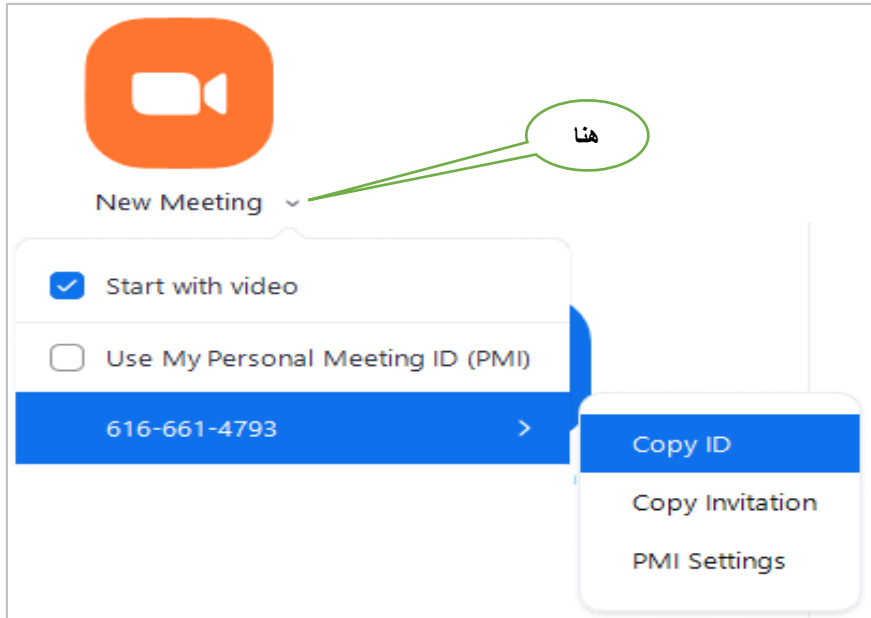 هنا
New Meeting
Start with video
Use My Personal Meeting ID (PMI)
616-661-4793
Copy ID
Copy Invitation
PMI Settings